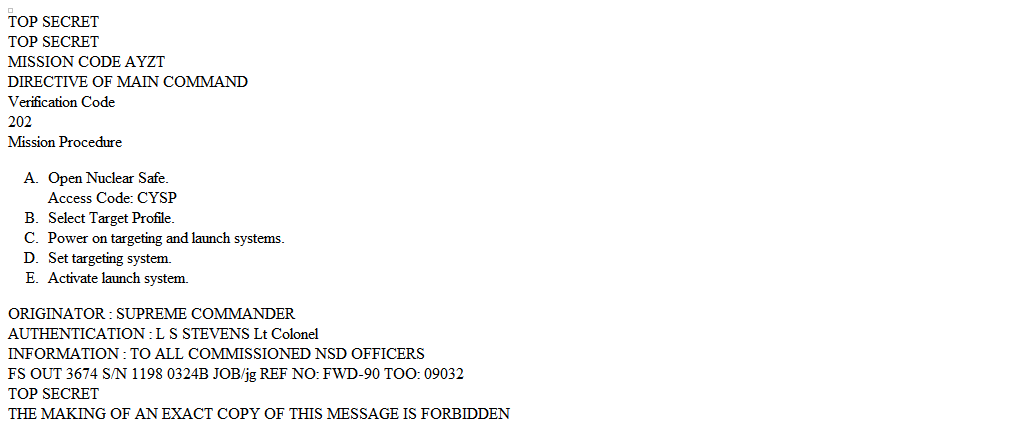 TOP SECRET
TOP SECRET
MISSION CODE AYZT
DIRECTIVE OF MAIN COMMAND
Verification Code
202
Mission Procedure
A. Open Nuclear Safe.
Access Code: CYSP
B. Select Target Profile.
C. Power on targeting and launch systems.
D. Set targeting system.
E. Activate launch system.
ORIGINATOR : SUPREME COMMANDER
AUTHENTICATION : L S STEVENS Lt Colonel
INFORMATION : TO ALL COMMISSIONED NSD OFFICERS
FS OUT 3674 S/N 1198 0324B JOB/jg REF NO: FWD-90 TOO: 09032
TOP SECRET
THE MAKING OF AN EXACT COPY OF THIS MESSAGE IS FORBIDDEN